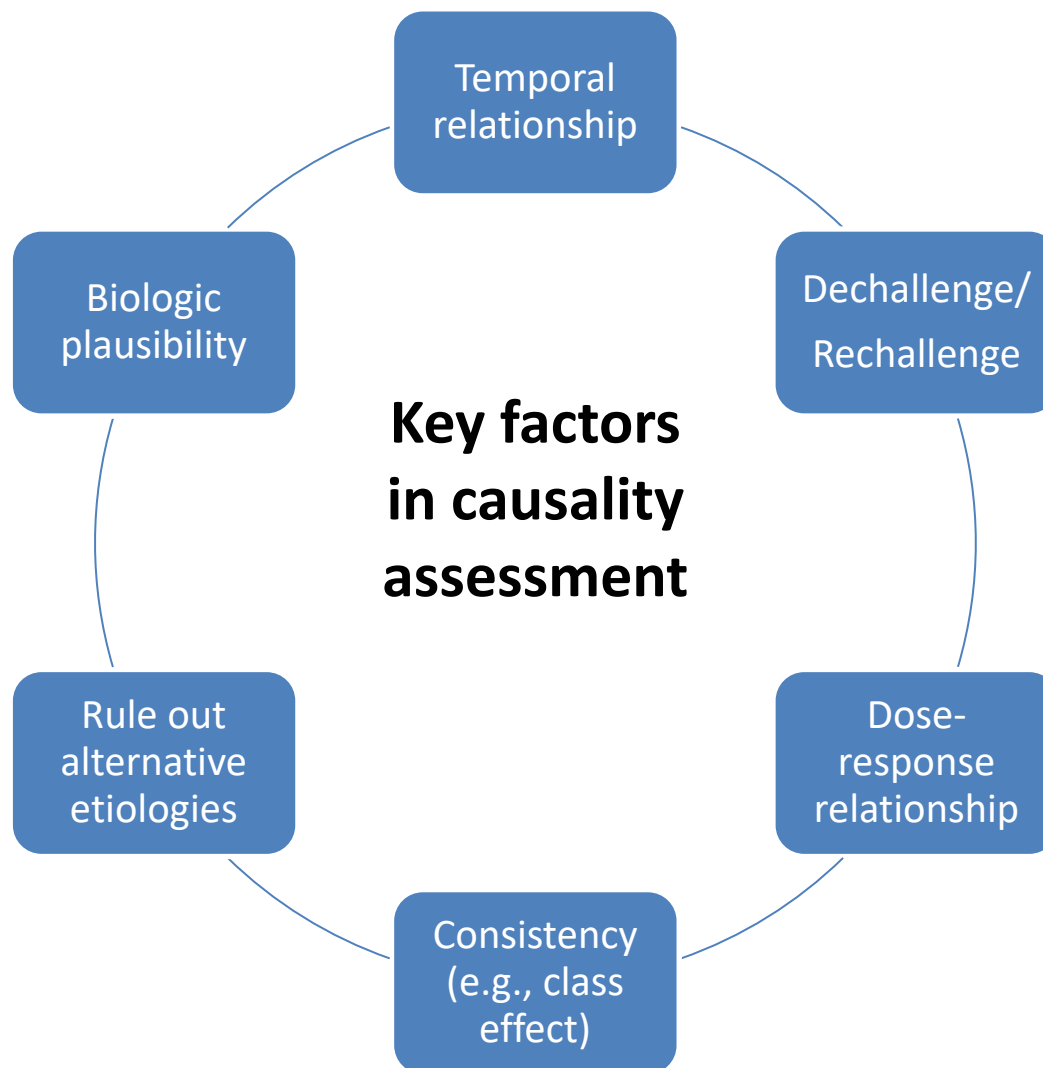 Temporal
relationship
Dechallenge/
Rechallenge
Dose-
response
relationship
Consistency
(e.g., class
effect)
Rule out
alternative
etiologies
Biologic
plausibility
Key factors
in causality
assessment